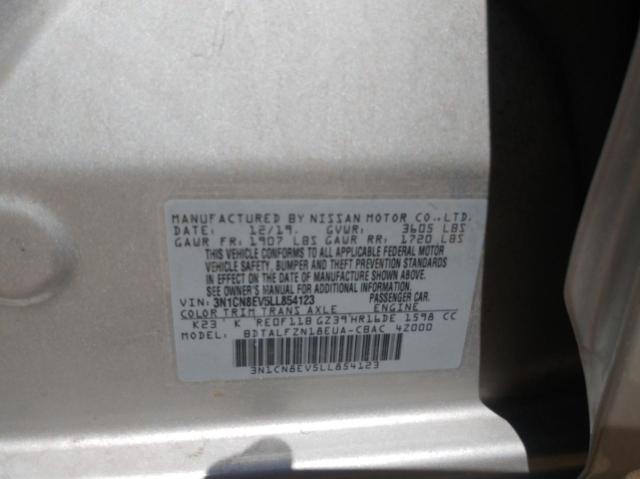 MANUFACTURED BY NISSAN MOTOR CO.,LTD.
DATE: 12/19. GVWR: 3605 LBS
GAWR FR: 1907 LBS GAWR RR: 1720 LBS
THIS VEHICLE CONFORMS TO ALL APPLICABLE FEDERAL MOTOR
VEHICLE SAFETY, BUMPER AND THEFT PREVENTION STANDARDS
IN EFFECT ON THE DATE OF MANUFACTURE SHOWN ABOVE.
SEE OWNER'S MANUAL FOR MORE INFORMATION.
VIN: 3N1CN8EV5LL854123 PASSENGER CAR.
COLOR TRIM TRANS AXLE ENGINE
K23 K RE0F11B GZ39 HR16DE 1598 CC
MODEL: BDTALFZN18EUA-CBAC 4Z000
3N1CN8EV5LL854123